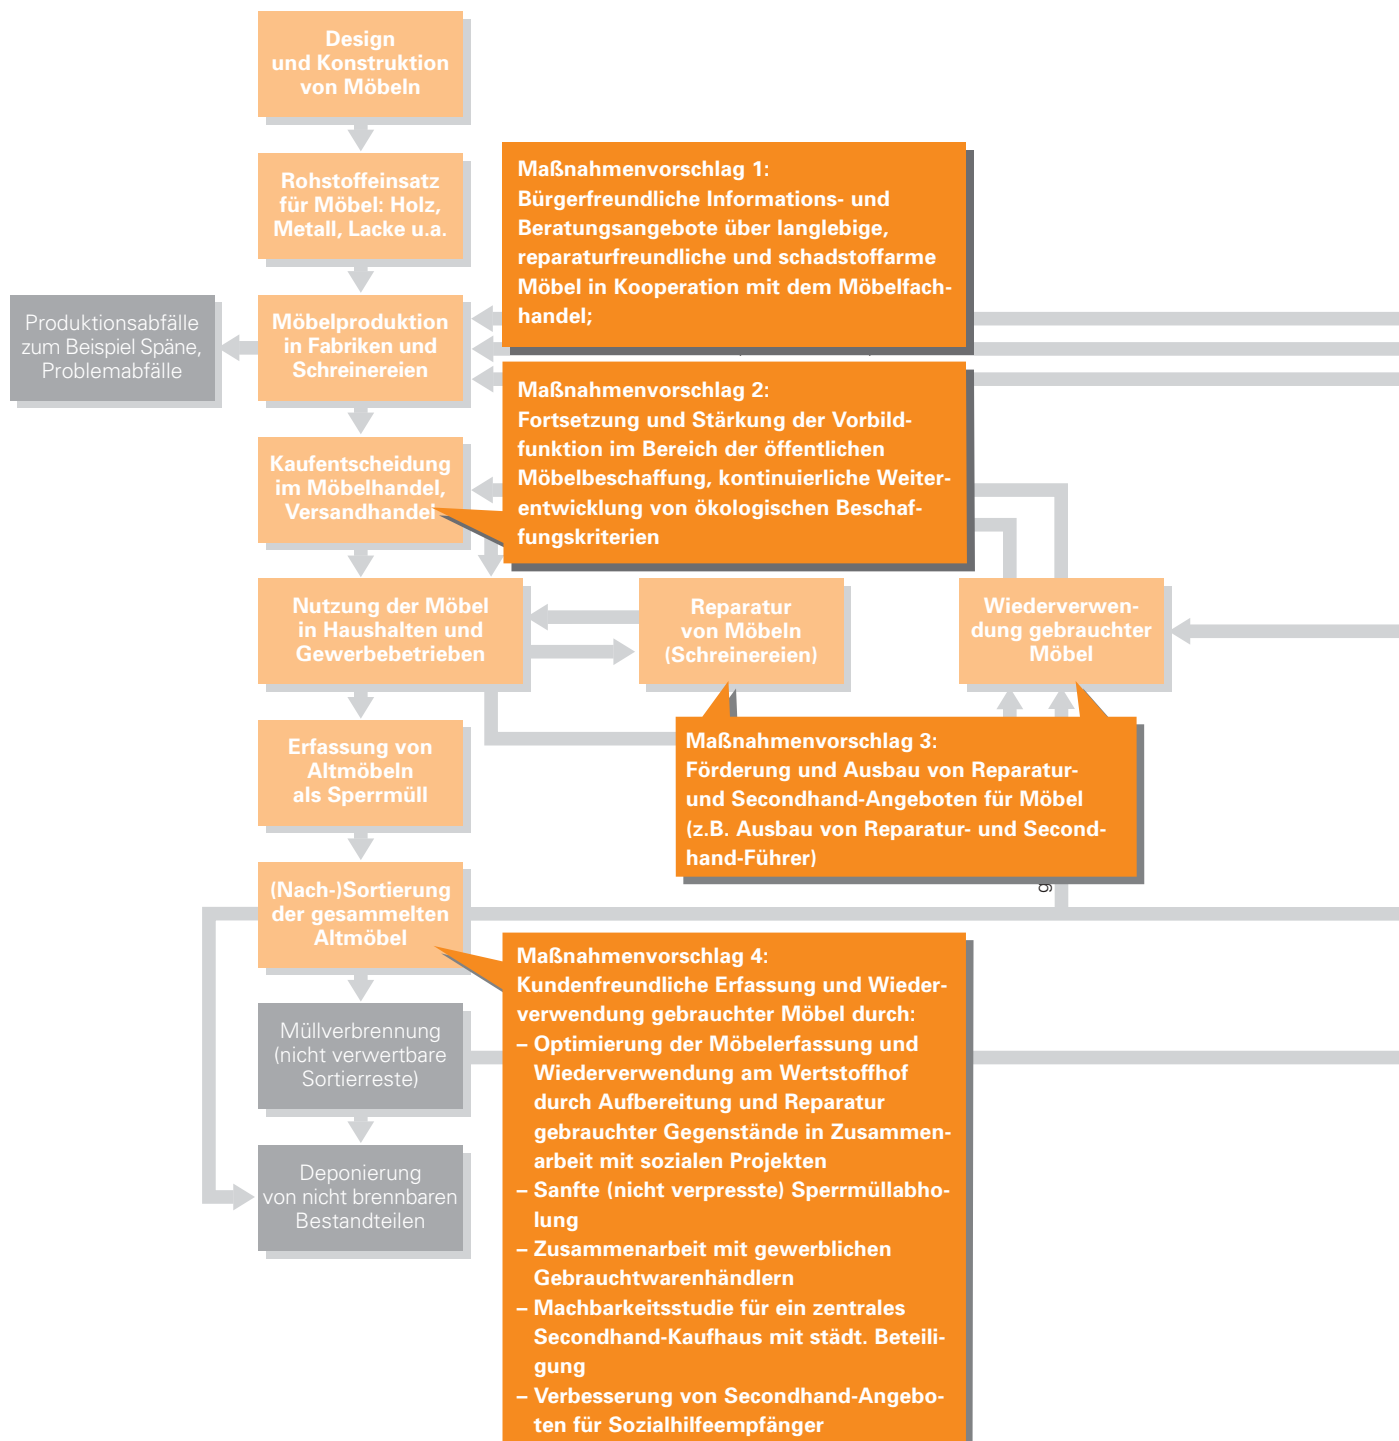 Design
und Konstruktion
von Möbeln
Rohstoffeinsatz
für Möbel: Holz,
Metall, Lacke u.a.
Maßnahmenvorschlag 1:
Bürgerfreundliche Informations- und
Beratungsangebote über langlebige,
reparaturfreundliche und schadstoffarme
Möbel in Kooperation mit dem Möbelfach-
handel;
Produktionsabfälle
zum Beispiel Späne,
Problemabfälle
Möbelproduktion
in Fabriken und
Schreinereien
Maßnahmenvorschlag 2:
Fortsetzung und Stärkung der Vorbild-
funktion im Bereich der öffentlichen
Möbelbeschaffung, kontinuierliche Weiter-
entwicklung von ökologischen Beschaf-
fungskriterien
Kaufentscheidung
im Möbelhandel,
Versandhandel
Nutzung der Möbel
in Haushalten und
Gewerbebetrieben
Reparatur
von Möbeln
(Schreinereien)
Wiederverwen-
dung gebrauchter
Möbel
Maßnahmenvorschlag 3:
Förderung und Ausbau von Reparatur-
und Secondhand-Angeboten für Möbel
(z.B. Ausbau von Reparatur- und Second-
hand-Führer)
Erfassung von
Altmöbeln
als Sperrmüll
(Nach-)Sortierung
der gesammelten
Altmöbel
g
Maßnahmenvorschlag 4:
Kundenfreundliche Erfassung und Wieder-
verwendung gebrauchter Möbel durch:
– Optimierung der Möbelerfassung und
Wiederverwendung am Wertstoffhof
durch Aufbereitung und Reparatur
gebrauchter Gegenstände in Zusammen-
arbeit mit sozialen Projekten
– Sanfte (nicht verpresste) Sperrmüllabho-
lung
– Zusammenarbeit mit gewerblichen
Gebrauchtwarenhändlern
– Machbarkeitsstudie für ein zentrales
Secondhand-Kaufhaus mit städt. Beteili-
gung
– Verbesserung von Secondhand-Angebo-
ten für Sozialhilfeempfänger
Müllverbrennung
(nicht verwertbare
Sortierreste)
Deponierung
von nicht brennbaren
Bestandteilen